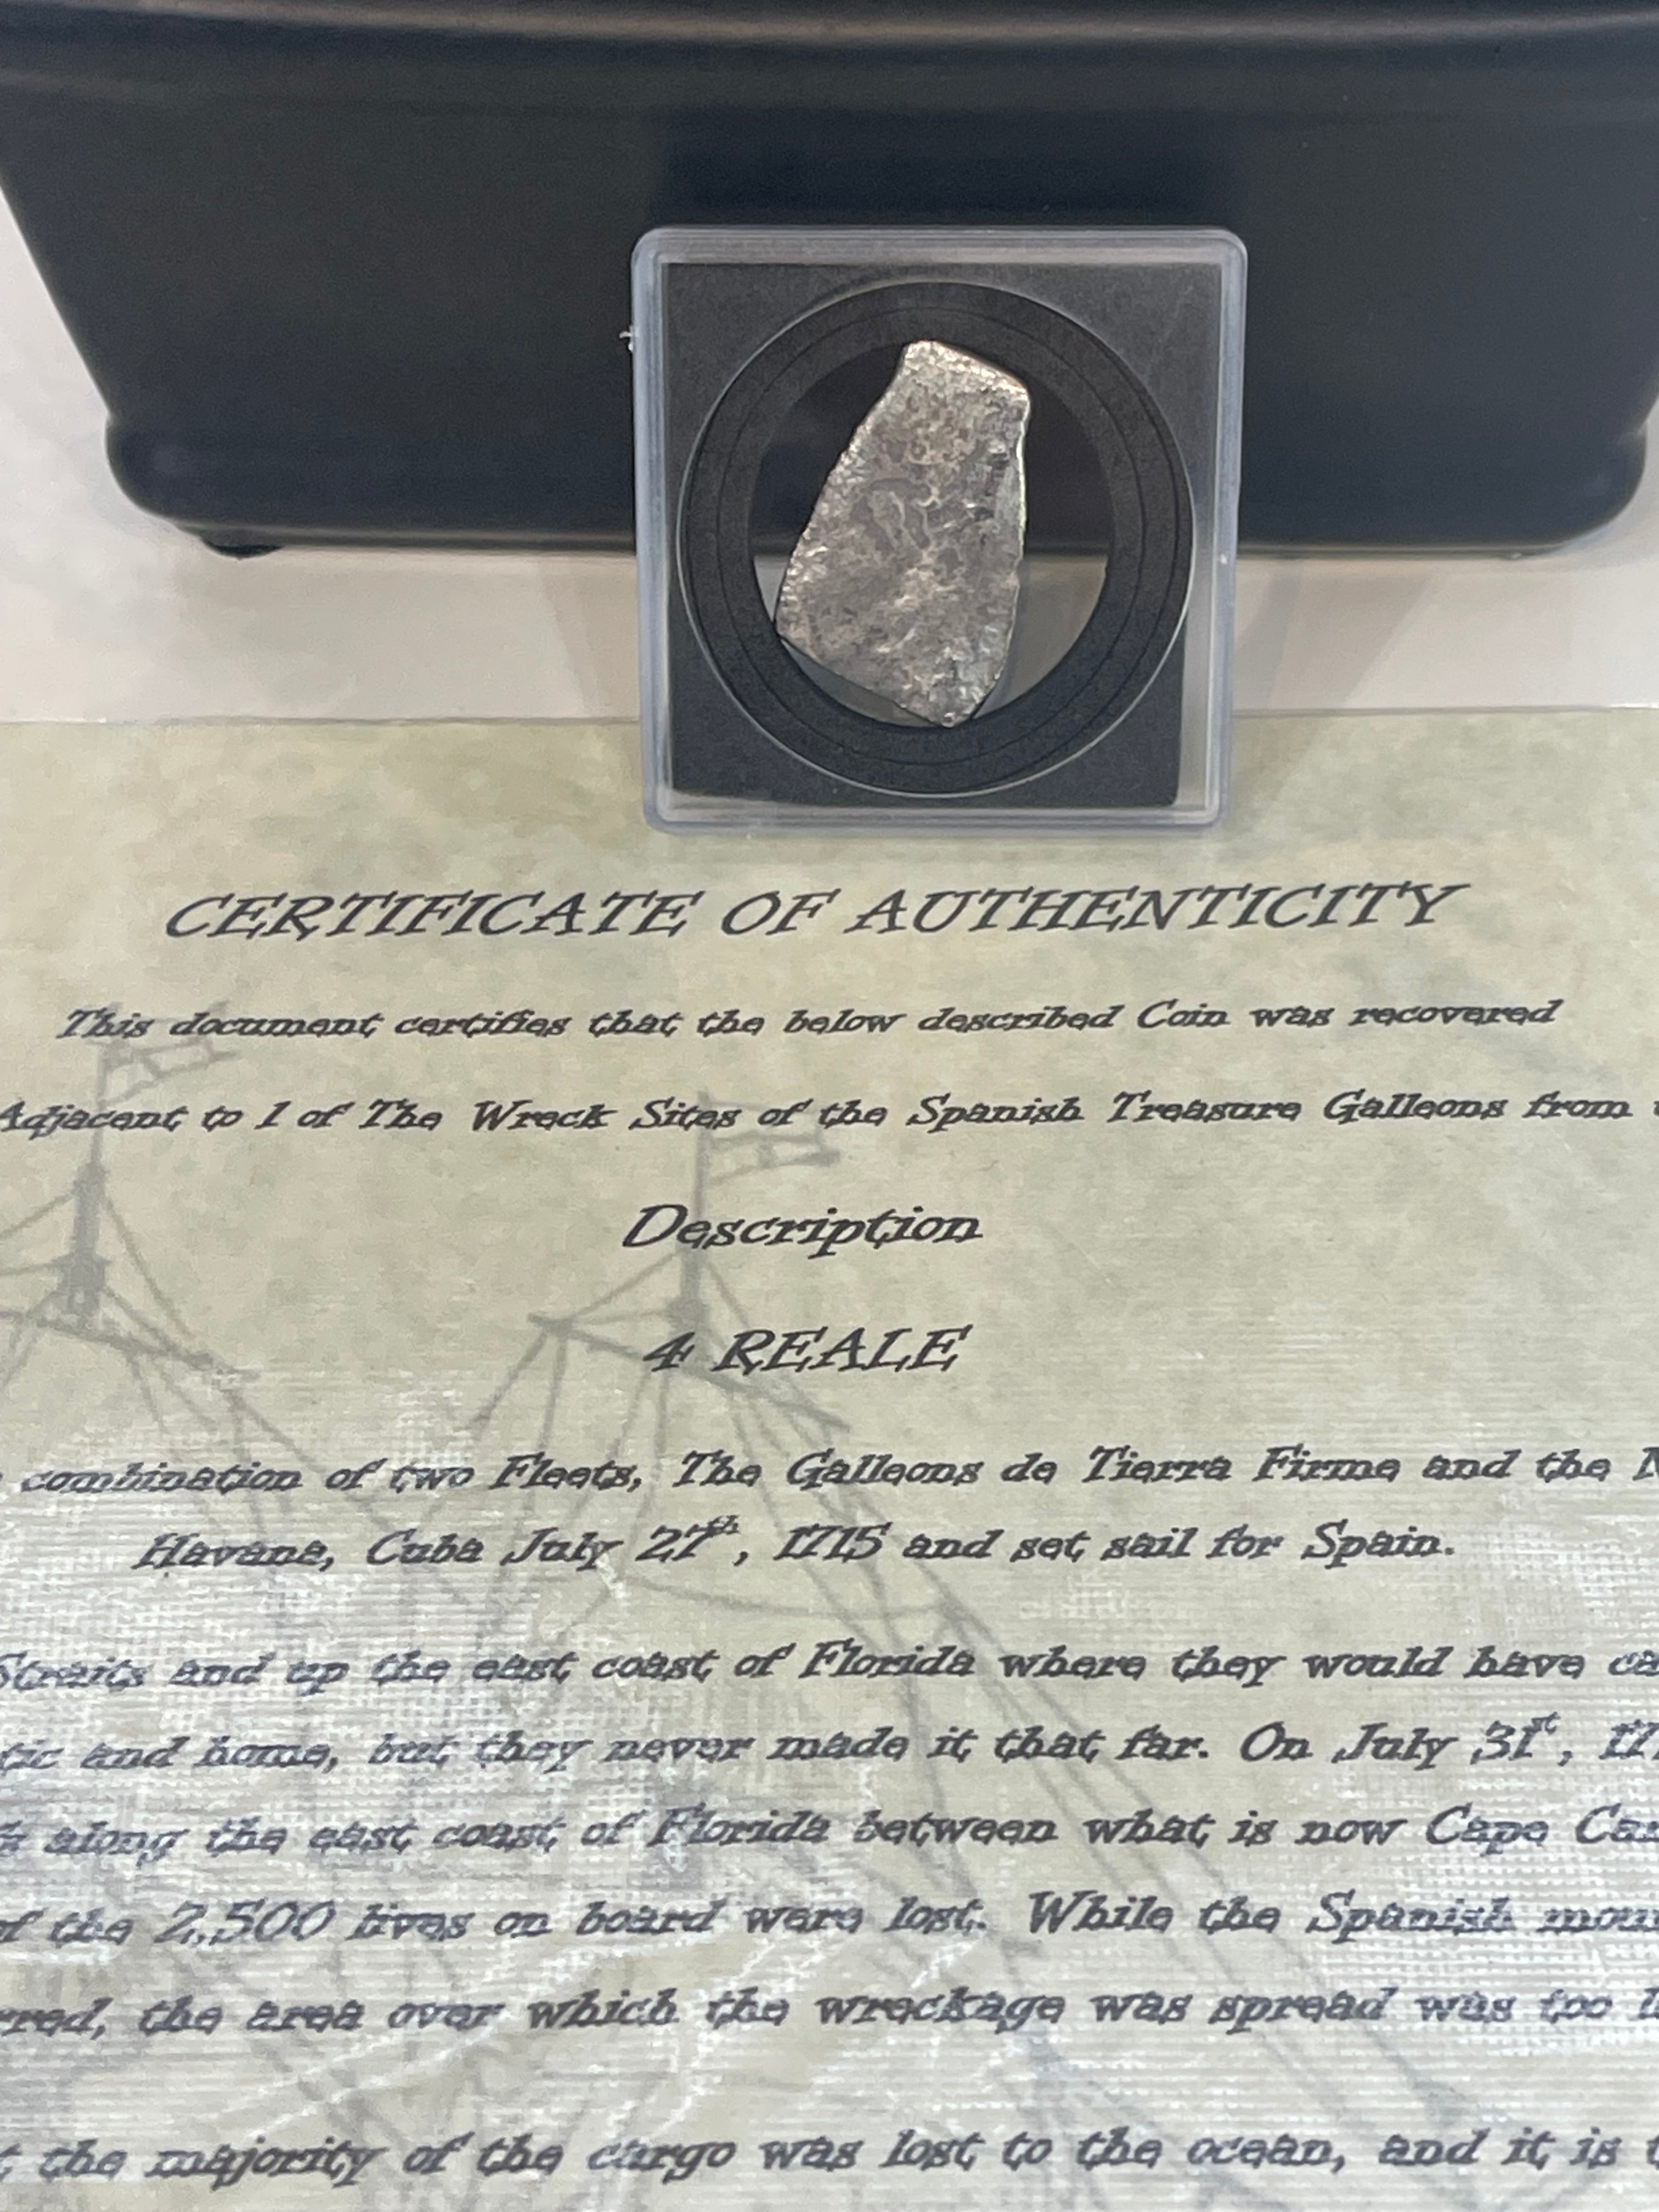 CERTIFICATE OF AUTHENTICITY
This document certifies that the below described Coin was recovered
Adjacent to 1 of The Wreck Sites of the Spanish Treasure Galleons from
Description
4 REALE
combination of two Fleets, The Galleons de Tierra Firme and the
Havana, Cuba July 27th, 1715 and set sail for Spain.
Straits and up the east coast of Florida where they would have
and home, but they never made it that far. On July 31st,
along the east coast of Florida between what is now Cape
of the 2,500 lives on board were lost. While the Spanish
the area over which the wreckage was spread was too
the majority of the cargo was lost to the ocean, and it is